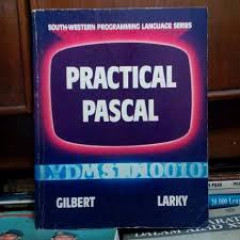 SOUTH-WESTERN PROGRAMMING LANGUAGE SERIES
PRACTICAL
PASCAL
GILBERT LARKY